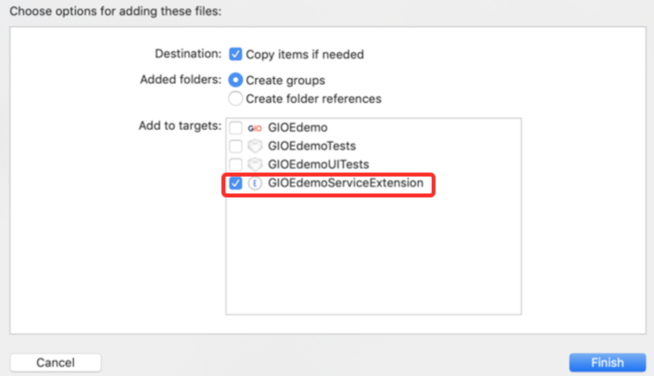 Choose options for adding these files:
Destination: Copy items if needed
Added folders: Create groups
Create folder references
Add to targets: GIO GIOEdemo
GIOEdemoTests
GIOEdemoUITests
GIOEdemoServiceExtension
Cancel Finish